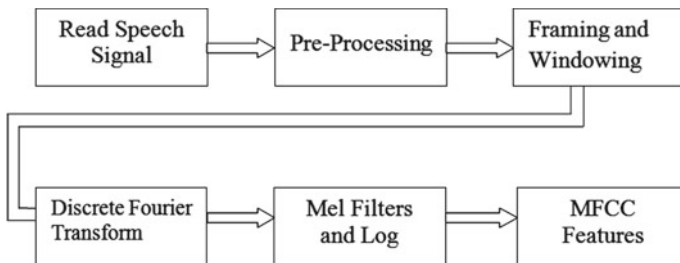 Read Speech
Signal
Pre-Processing
Framing and
Windowing
Discrete Fourier
Transform
Mel Filters
and Log
MFCC
Features